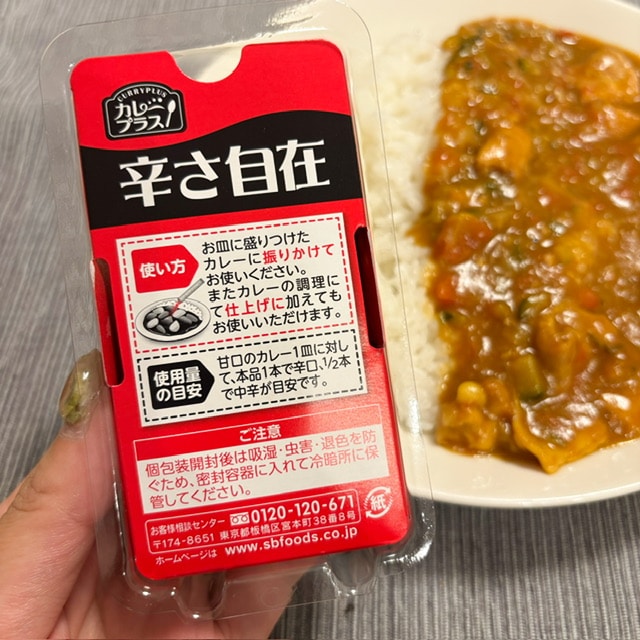 CURRYPLUS
カレー
プラス!
辛さ自在
使い方
お皿に盛りつけた
カレーに振りかけて
お使いください。
またカレーの調理に
て仕上げに加えても
お使いいただけます。
使用量
の目安
甘口のカレー1皿に対し
て、本品1本で辛口、1/2本
で中辛が目安です。
ご注意
個包装開封後は吸湿・虫害・退色を防
ぐため、密封容器に入れて冷暗所に保
管してください。
お客様相談センター 0120-120-671
〒174-8651 東京都板橋区宮本町38番8号
ホームページは www.sbfoods.co.jp
紙